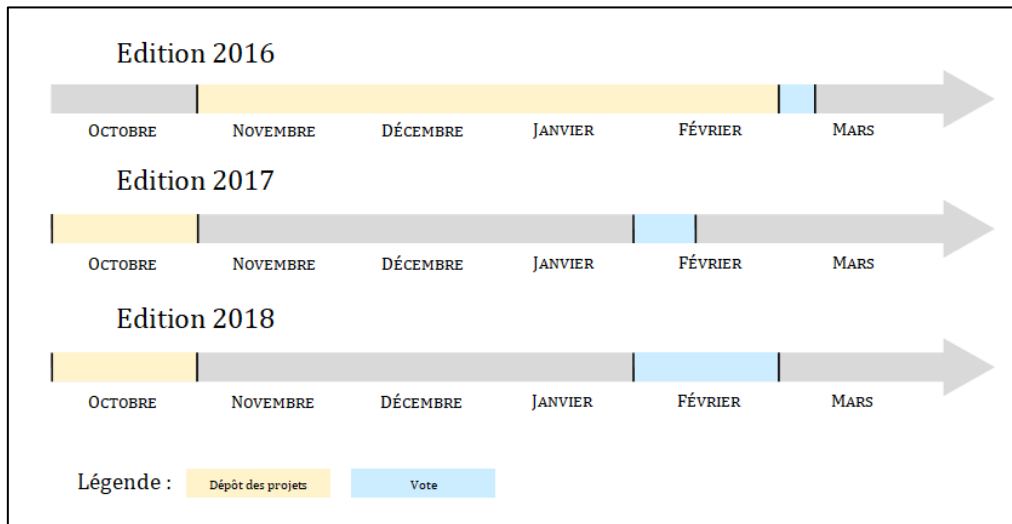 Edition 2016
OCTOBRE NOVEMBRE DÉCEMBRE JANVIER FÉVRIER MARS
Edition 2017
OCTOBRE NOVEMBRE DÉCEMBRE JANVIER FÉVRIER MARS
Edition 2018
OCTOBRE NOVEMBRE DÉCEMBRE JANVIER FÉVRIER MARS
Légende : Dépôt des projets Vote